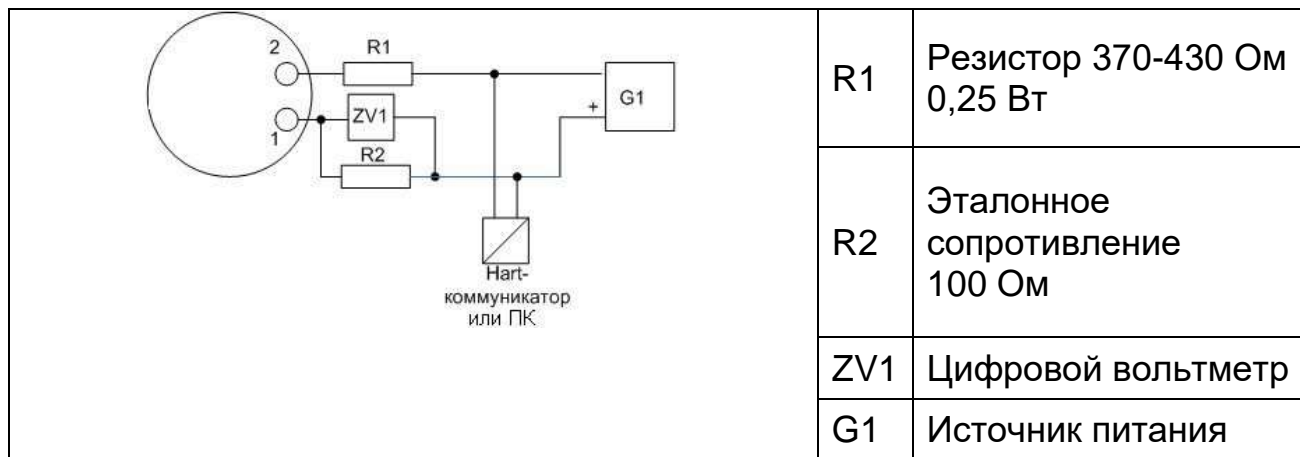 2
R1
G1
+
ZV1
1
R2
Hart-
коммуникатор
или ПК
R1
Резистор 370-430 Ом
0,25 Вт
R2
Эталонное
сопротивление
100 Ом
ZV1
Цифровой вольтметр
G1
Источник питания